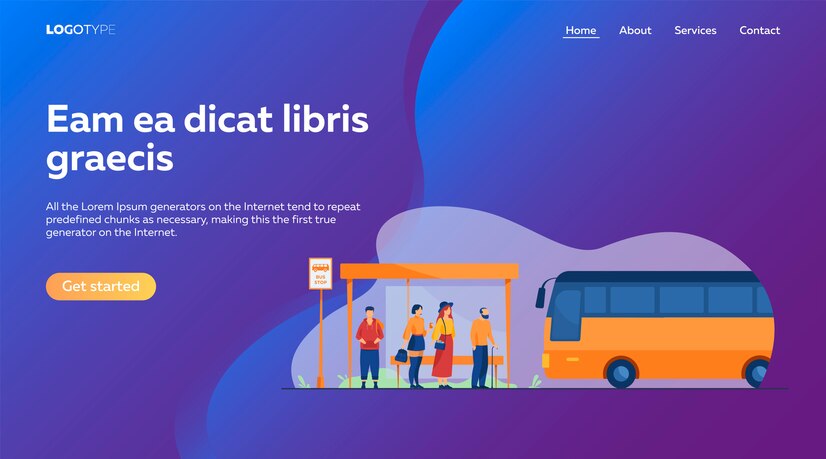 LOGOTYPE
Home About Services Contact
Eam ea dicat libris
graecis
All the Lorem Ipsum generators on the Internet tend to repeat
predefined chunks as necessary, making this the first true
generator on the Internet.
Get started
BUS
STOP